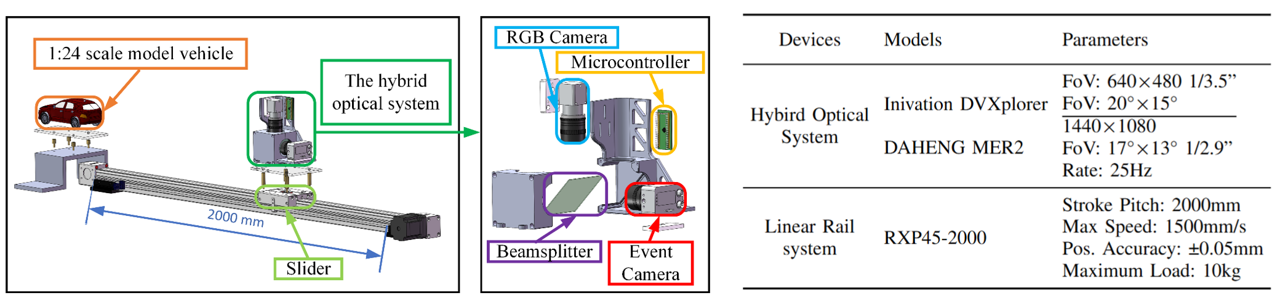 1:24 scale model vehicle
The hybrid
optical system
2000 mm
Slider
RGB Camera
Microcontroller
Beamsplitter
Event
Camera
Devices Models Parameters
Hybird Optical
System
Inivation DVXplorer
DAHENG MER2
FoV: 640×480 1/3.5”
FoV: 20°×15°
1440×1080
FoV: 17°×13° 1/2.9”
Rate: 25Hz
Linear Rail
system
RXP45-2000
Stroke Pitch: 2000mm
Max Speed: 1500mm/s
Pos. Accuracy: ±0.05mm
Maximum Load: 10kg